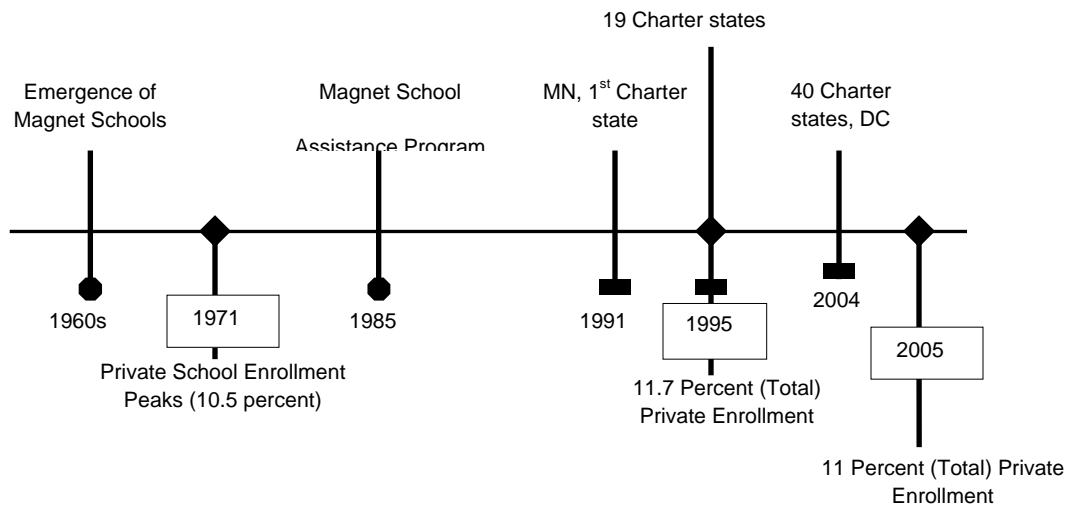 19 Charter states
Emergence of
Magnet Schools
Magnet School
Assistance Program
MN, 1st Charter
state
40 Charter
states, DC
1960s
1971
1985
1991
1995
2004
2005
Private School Enrollment
Peaks (10.5 percent)
11.7 Percent (Total)
Private Enrollment
11 Percent (Total) Private
Enrollment